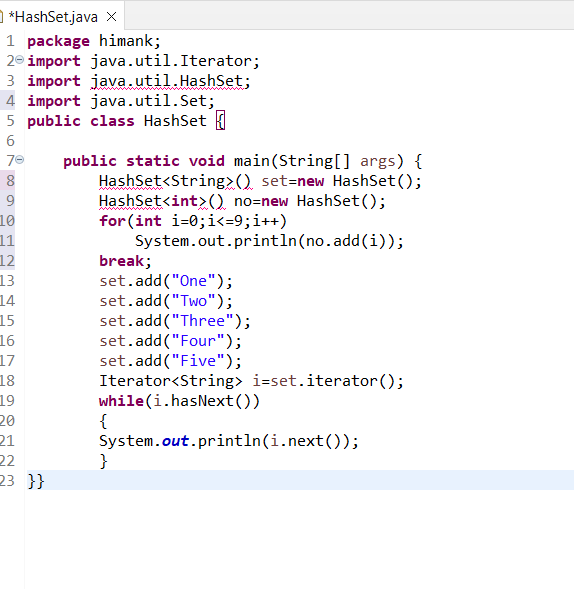 *HashSet.java
1 package himank;
2 import java.util.Iterator;
3 import java.util.HashSet;
4 import java.util.Set;
5 public class HashSet {
6
7     public static void main(String[] args) {
8         HashSet<String>() set=new HashSet();
9         HashSet<int>() no=new HashSet();
10         for(int i=0;i<=9;i++)
11             System.out.println(no.add(i));
12         break;
13         set.add("One");
14         set.add("Two");
15         set.add("Three");
16         set.add("Four");
17         set.add("Five");
18         Iterator<String> i=set.iterator();
19         while(i.hasNext())
20         {
21         System.out.println(i.next());
22         }
23 }}